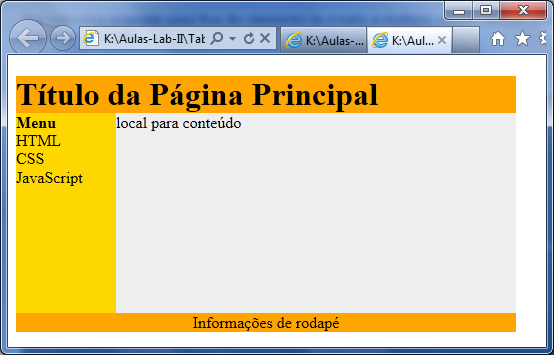 K:\Aulas-Lab-II\Tab
K:\Aulas-...
K:\Aul...
Título da Página Principal
Menu
HTML
CSS
JavaScript
local para conteúdo
Informações de rodapé